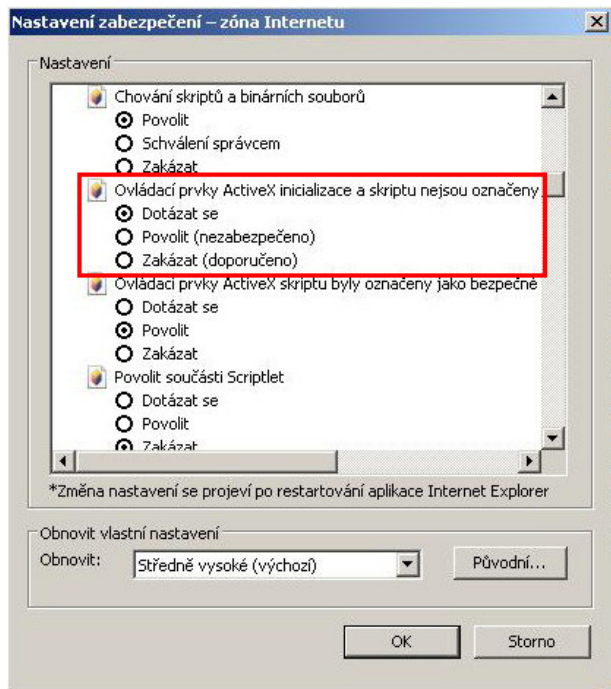 Nastavení zabezpečení – zóna Internetu
Nastavení
Chování skriptů a binárních souborů
Povolit
Schválení správcem
Zakázat
Ovládací prvky ActiveX inicializace a skriptu nejsou označeny
Dotázat se
Povolit (nezabezpečeno)
Zakázat (doporučeno)
Ovládací prvky ActiveX skriptu byly označeny jako bezpečné
Dotázat se
Povolit
Zakázat
Povolit součásti Scriptlet
Dotázat se
Povolit
Zakázat
*Změna nastavení se projeví po restartování aplikace Internet Explorer
Obnovit vlastní nastavení
Obnovit: Středně vysoké (výchozí) Původní...
OK Storno